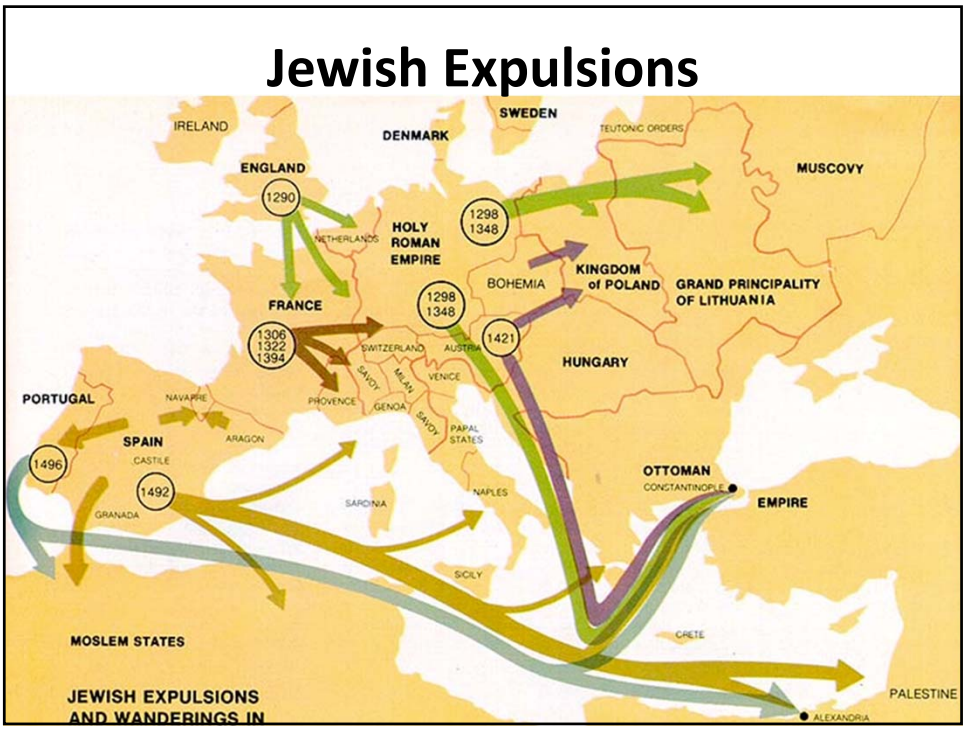 Jewish Expulsions
SWEDEN
IRELAND
DENMARK
TEUTONIC ORDERS
ENGLAND
MUSCOVY
1290
1298
1348
NETHERLANDS
HOLY
ROMAN
EMPIRE
BOHEMIA
KINGDOM
of POLAND
GRAND PRINCIPALITY
OF LITHUANIA
FRANCE
1298
1348
1306
1322
1394
1421
SWITZERLAND
AUSTRIA
HUNGARY
SAVOY
MILAN
VENICE
PORTUGAL
NAVARRE
PROVENCE
GENOA
SAVOY
PAPAL
STATES
ARAGON
SPAIN
CASTILE
1496
1492
GRANADA
SARDINIA
NAPLES
OTTOMAN
CONSTANTINOPLE
EMPIRE
SICILY
CRETE
MOSLEM STATES
PALESTINE
JEWISH EXPULSIONS
AND WANDERINGS IN
ALEXANDRIA